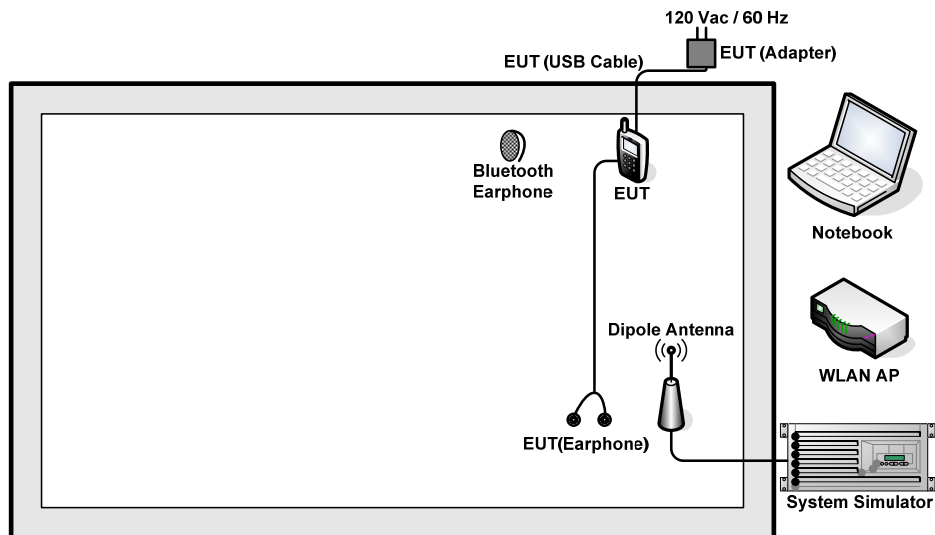 120 Vac / 60 Hz
EUT (USB Cable)
EUT (Adapter)
Bluetooth
Earphone
EUT
Notebook
Dipole Antenna
WLAN AP
EUT(Earphone)
System Simulator